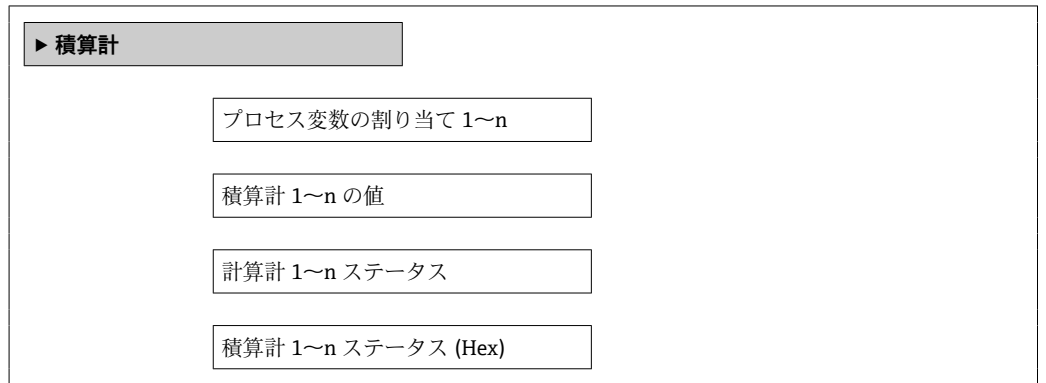 ▶ 積算計
プロセス変数の割り当て 1～n
積算計 1～n の値
計算計 1～n ステータス
積算計 1～n ステータス (Hex)